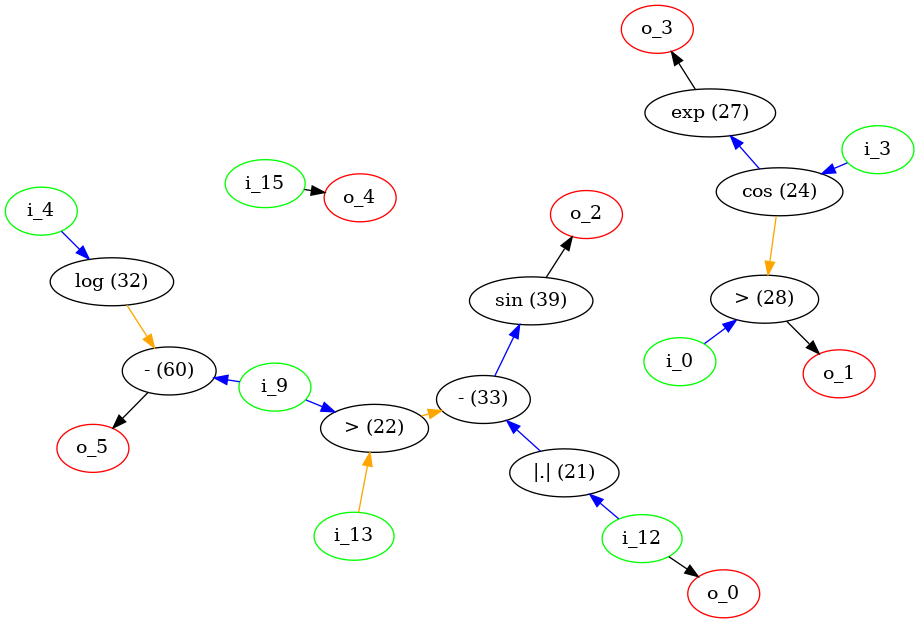 o_3
exp (27)
i_3
i_15
cos (24)
o_4
i_4
o_2
log (32)
sin (39)
> (28)
i_0
- (60)
o_1
i_9
- (33)
> (22)
o_5
|.| (21)
i_13
i_12
o_0